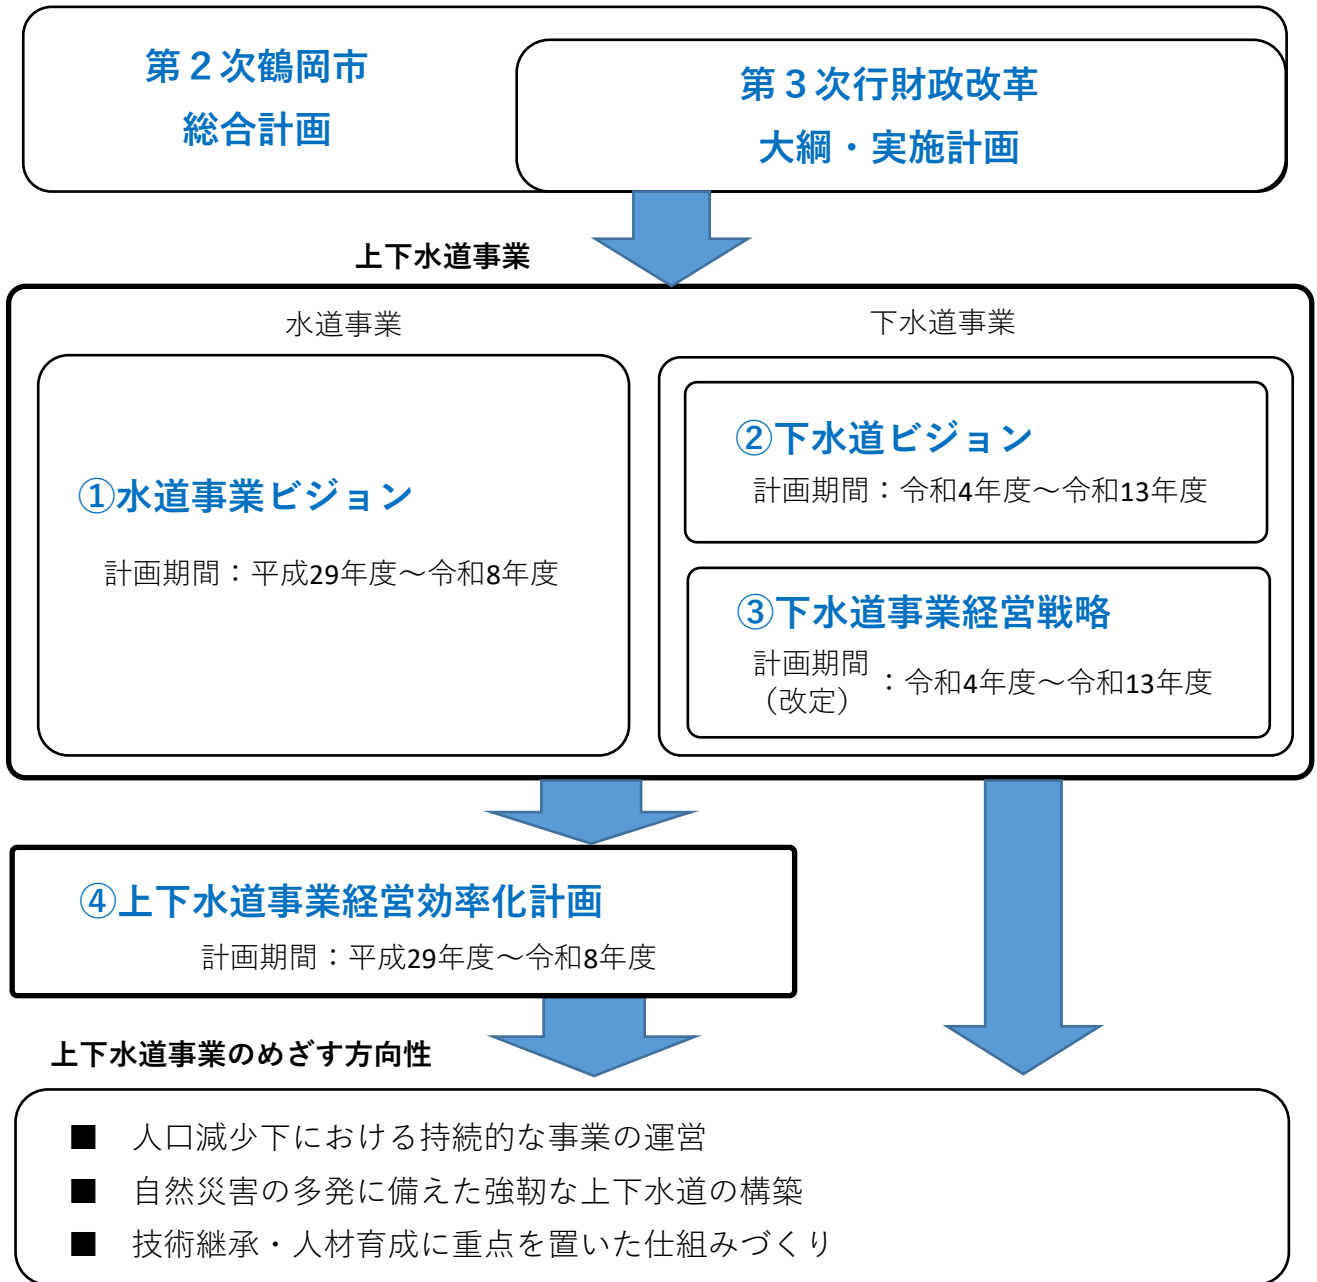 第２次鶴岡市
総合計画
第３次行財政改革
大綱・実施計画
上下水道事業
水道事業
下水道事業
①水道事業ビジョン
計画期間：平成29年度～令和8年度
②下水道ビジョン
計画期間：令和4年度～令和13年度
③下水道事業経営戦略
計画期間
（改定）
：令和4年度～令和13年度
④上下水道事業経営効率化計画
計画期間：平成29年度～令和8年度
上下水道事業のめざす方向性
■ 人口減少下における持続的な事業の運営
■ 自然災害の多発に備えた強靭な上下水道の構築
■ 技術継承・人材育成に重点を置いた仕組みづくり